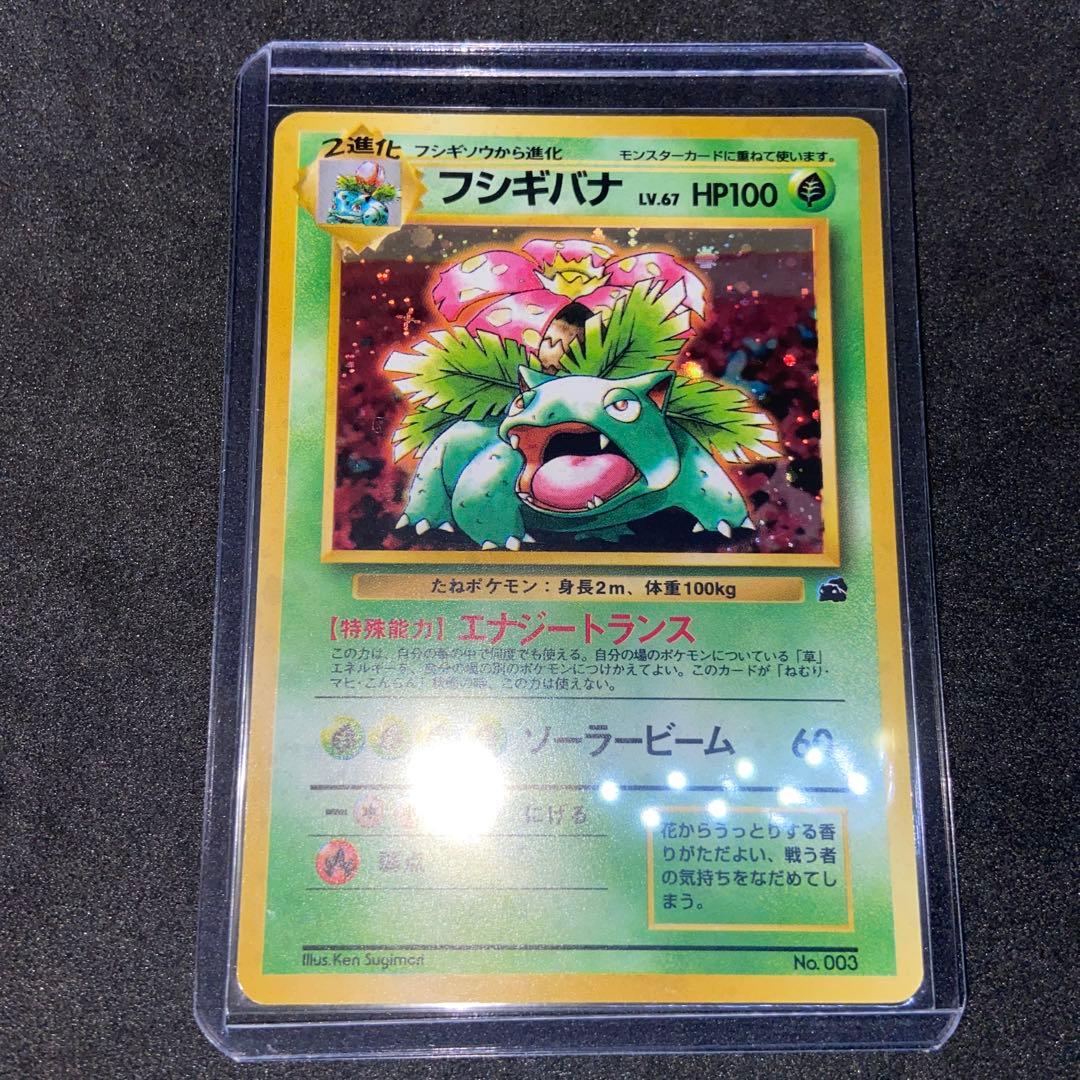 2進化 フシギソウから進化 モンスターカードに重ねて使います。
フシギバナ LV.67 HP100
たねポケモン：身長2m、体重100kg
【特殊能力】エナジートランス
この力は、自分の番の中で何度でも使える。自分の場のポケモンについている「草」
エネルギーを、自分の場の別のポケモンにつけかえてよい。このカードが「ねむり・
マヒ・こんらん」状態の時、この力は使えない。
ソーラービーム 60
にげる
弱点
花からうっとりする香
りがただよい、戦う者
の気持ちをなだめてし
まう。
Illus. Ken Sugimori No. 003